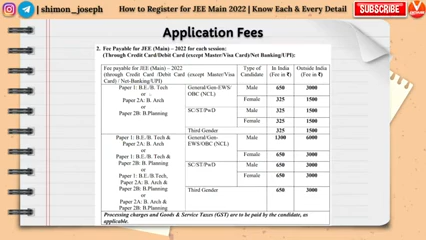 | shimon_joseph
How to Register for JEE Main 2022 | Know Each & Every Detail
SUBSCRIBE
Application Fees
2. Fee Payable for JEE (Main) – 2022 for each session:
(Through Credit Card/Debit Card (except Master/Visa Card)/Net Banking/UPI):
Fee payable for JEE (Main) – 2022
(through Credit Card /Debit Card (except Master/Visa
Card) / Net-Banking/UPI)
Type of Candidate
In India (Fee in ₹)
Outside India (Fee in ₹)
Paper 1: B.E./B. Tech
or
Paper 2A: B. Arch
or
Paper 2B: B. Planning
General/Gen-EWS/
OBC (NCL)
Male 650 3000
Female 325 1500
SC/ST/PwD
Male 325 1500
Female 325 1500
Third Gender 325 1500
Paper 1: B.E./B. Tech &
Paper 2A: B. Arch
or
Paper 1: B.E./B. Tech &
Paper 2B: B. Planning
or
Paper 1: B.E./B.Tech,
Paper 2A: B. Arch &
Paper 2B: B.Planning
or
Paper 2A: B. Arch &
Paper 2B: B.Planning
General/Gen-
EWS/OBC (NCL)
Male 1300 6000
Female 650 3000
SC/ST/PwD
Male 650 3000
Female 650 3000
Third Gender 650 3000
Processing charges and Goods & Service Taxes (GST) are to be paid by the candidate, as
applicable.